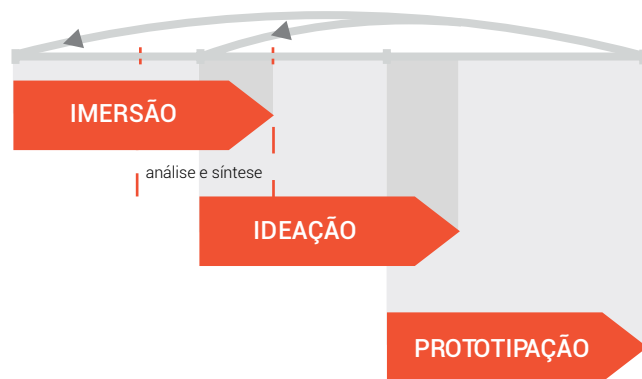 IMERSÃO
análise e síntese
IDEAÇÃO
PROTOTIPAÇÃO